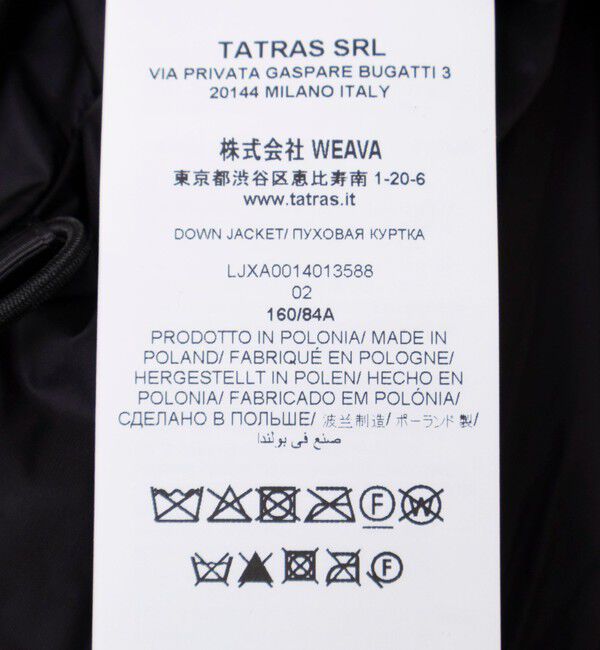 TATRAS SRL
VIA PRIVATA GASPARE BUGATTI 3
20144 MILANO ITALY
株式会社 WEAVA
東京都渋谷区恵比寿南 1-20-6
www.tatras.it
DOWN JACKET/ ПУХОВАЯ КУРТКА
LJXA0014013588
02
160/84A
PRODOTTO IN POLONIA/ MADE IN
POLAND/ FABRIQUÉ EN POLOGNE/
HERGESTELLT IN POLEN/ HECHO EN
POLONIA/ FABRICADO EM POLÓNIA/
СДЕЛАНО В ПОЛЬШЕ/ 波兰制造/ ポーランド製/
صنع في بولندا
F W
F